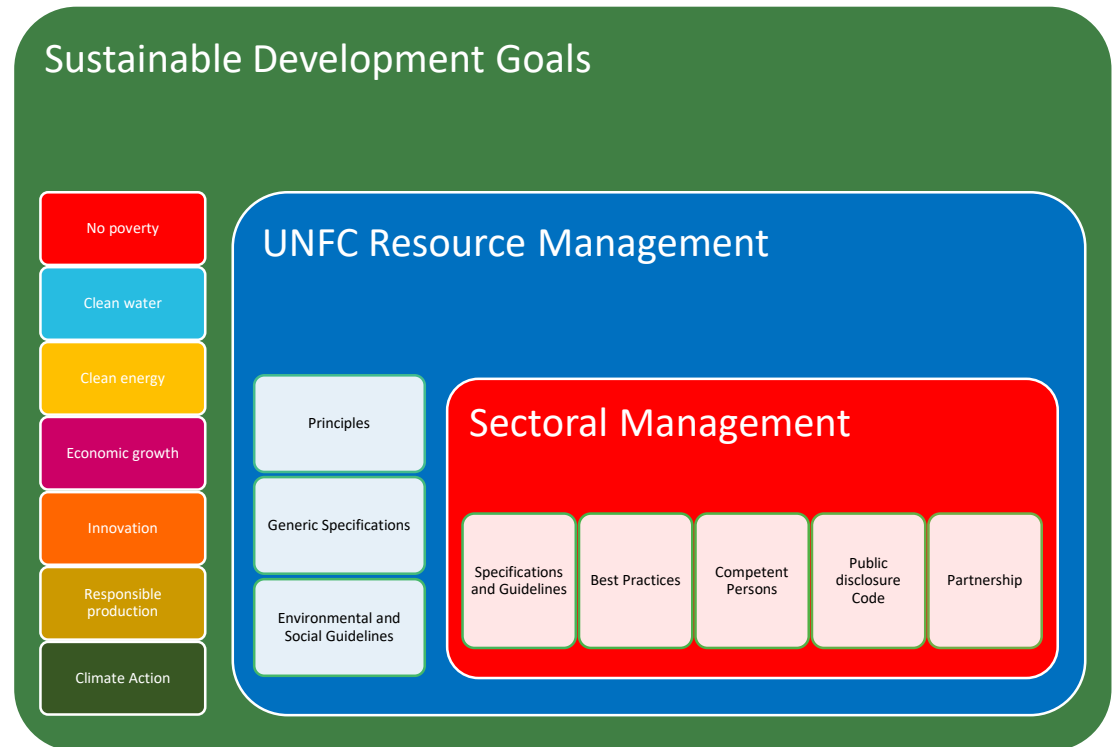 Sustainable Development Goals
No poverty
Clean water
Clean energy
Economic growth
Innovation
Responsible
production
Climate Action
UNFC Resource Management
Principles
Generic Specifications
Environmental and
Social Guidelines
Sectoral Management
Specifications
and Guidelines
Best Practices
Competent
Persons
Public
disclosure
Code
Partnership